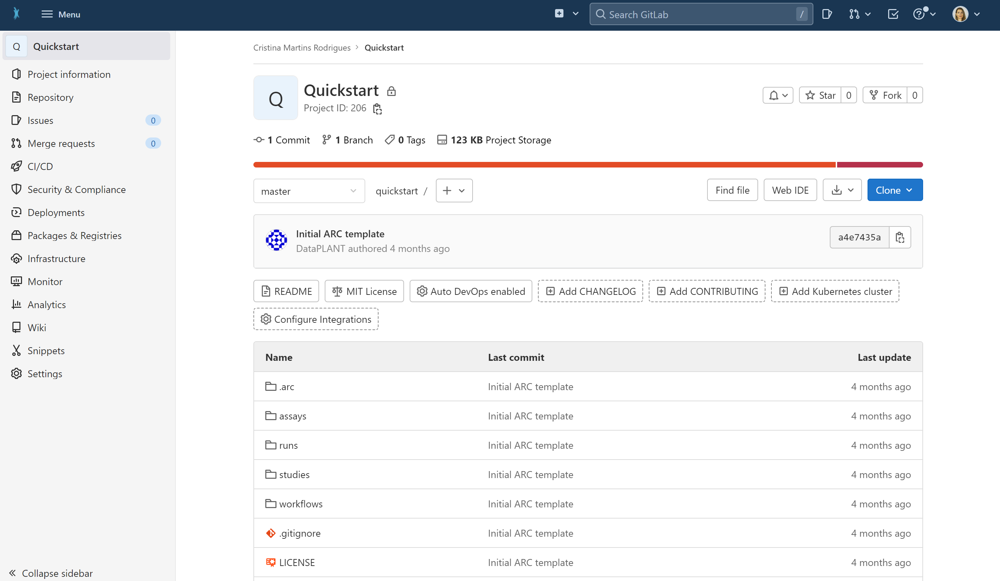 Menu
Search GitLab
/
Q Quickstart
Project information
Repository
Issues 0
Merge requests 0
CI/CD
Security & Compliance
Deployments
Packages & Registries
Infrastructure
Monitor
Analytics
Wiki
Snippets
Settings
Collapse sidebar
Cristina Martins Rodrigues > Quickstart
Q
Quickstart
Project ID: 206
Star 0
Fork 0
1 Commit 1 Branch 0 Tags 123 KB Project Storage
master
quickstart /
Find file
Web IDE
Clone
Initial ARC template
DataPLANT authored 4 months ago
a4e7435a
README MIT License Auto DevOps enabled Add CHANGELOG Add CONTRIBUTING Add Kubernetes cluster
Configure Integrations
Name Last commit Last update
.arc Initial ARC template 4 months ago
assays Initial ARC template 4 months ago
runs Initial ARC template 4 months ago
studies Initial ARC template 4 months ago
workflows Initial ARC template 4 months ago
.gitignore Initial ARC template 4 months ago
LICENSE Initial ARC template 4 months ago